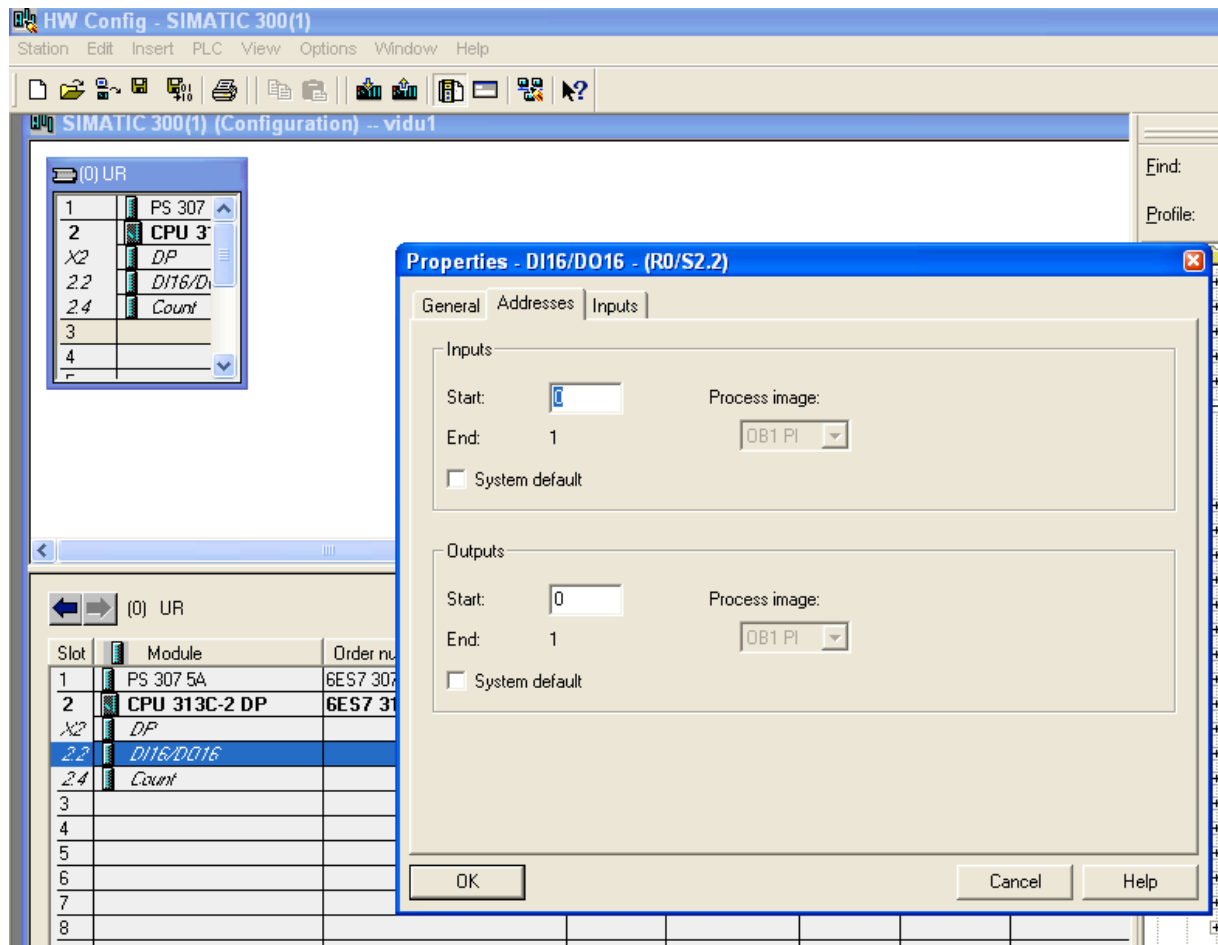 HW Config - SIMATIC 300(1)
Station Edit Insert PLC View Options Window Help
SIMATIC 300(1) (Configuration) -- vidu1
(0) UR
1 PS 307
2 CPU 3
X2 DP
2.2 DI16/D
2.4 Count
3
4
Find:
Profile:
Properties - DI16/DO16 - (R0/S2.2)
General Addresses Inputs
Inputs
Start: 0 Process image:
End: 1 OB1 PI
System default
Outputs
Start: 0 Process image:
End: 1 OB1 PI
System default
OK Cancel Help
(0) UR
Slot Module Order nu
1 PS 307 5A 6ES7 307
2 CPU 313C-2 DP 6ES7 31
X2 DP
2.2 DI16/DO16
2.4 Count
3
4
5
6
7
8